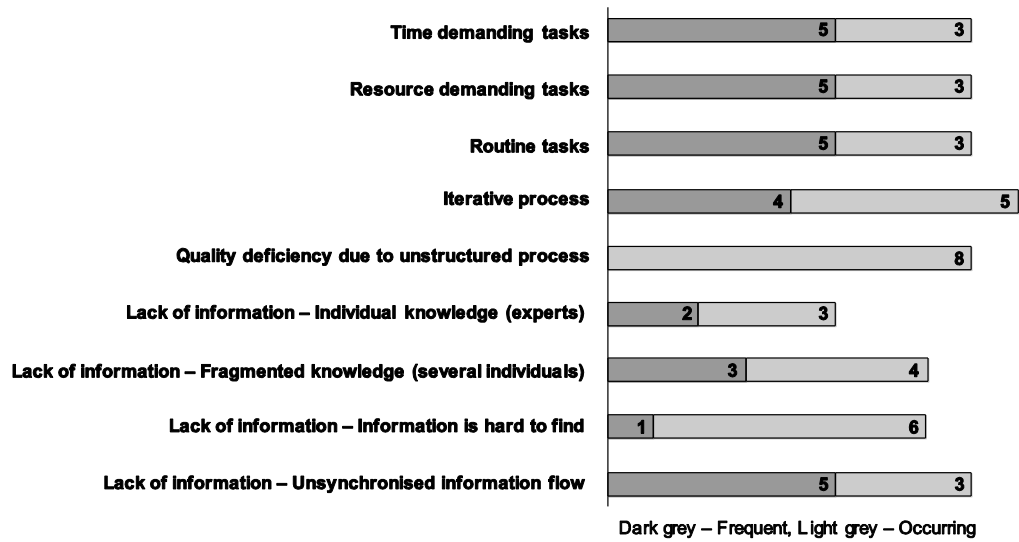 Time demanding tasks 5 3
Resource demanding tasks 5 3
Routine tasks 5 3
Iterative process 4 5
Quality deficiency due to unstructured process 8
Lack of information – Individual knowledge (experts) 2 3
Lack of information – Fragmented knowledge (several individuals) 3 4
Lack of information – Information is hard to find 1 6
Lack of information – Unsynchronised information flow 5 3
Dark grey – Frequent, Light grey – Occurring